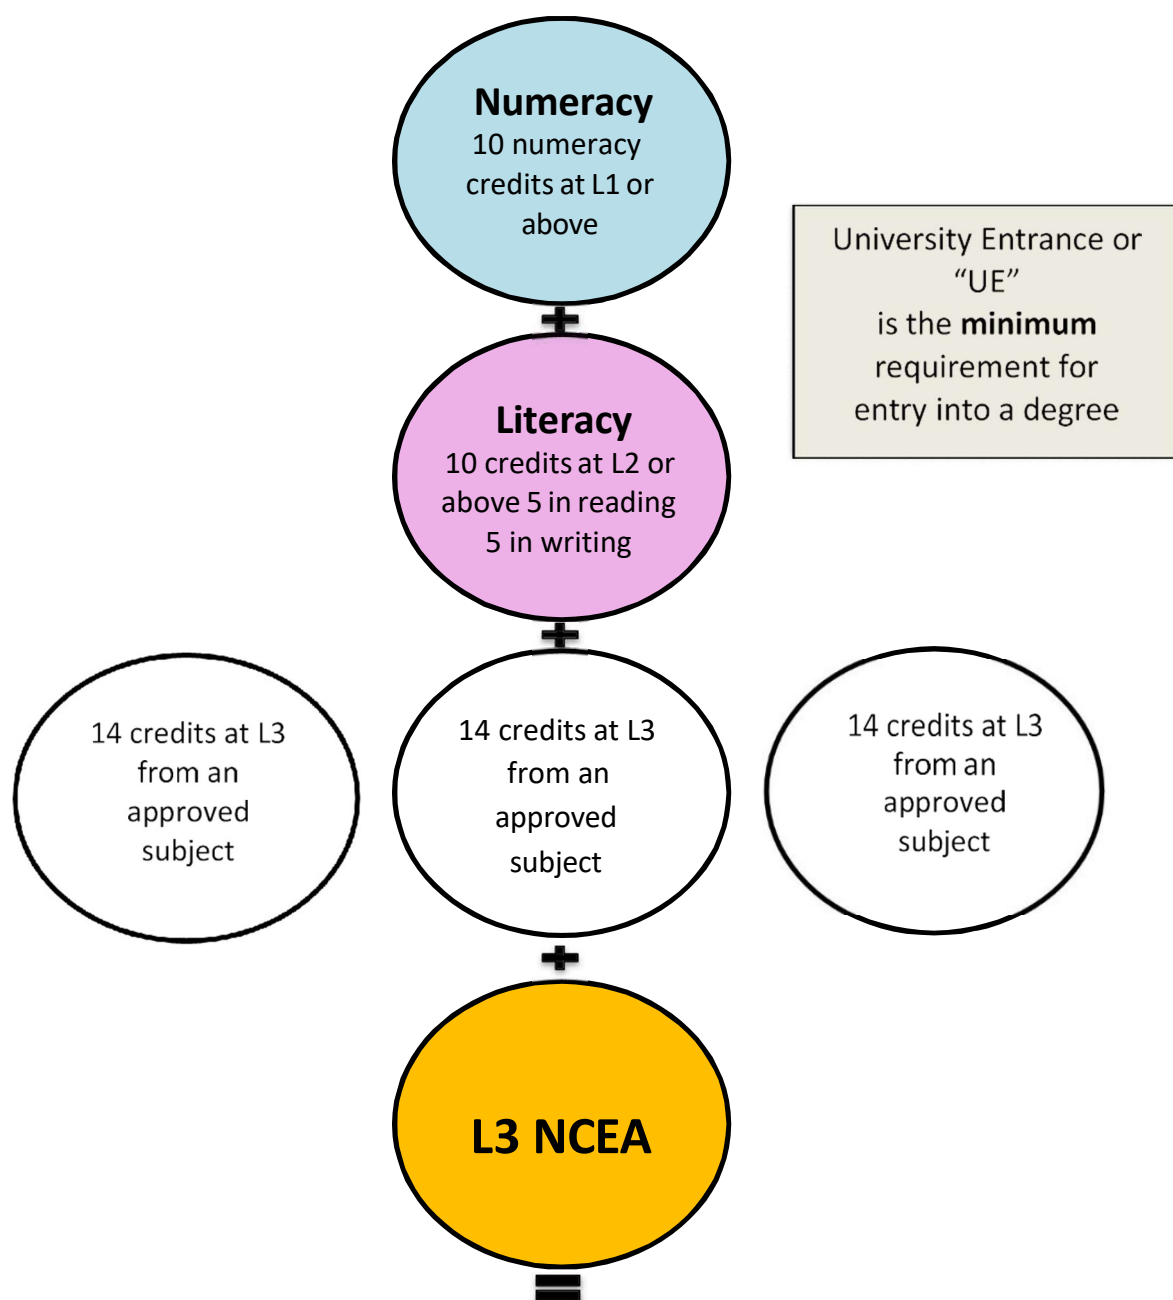 Numeracy
10 numeracy
credits at L1 or
above
University Entrance or
“UE”
is the minimum
requirement for
entry into a degree
+
Literacy
10 credits at L2 or
above 5 in reading
5 in writing
+
14 credits at L3
from an
approved
subject
14 credits at L3
from an
approved
subject
14 credits at L3
from an
approved
subject
+
L3 NCEA
=